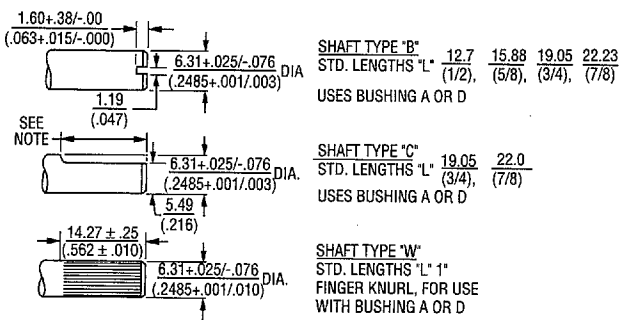 1.60+.38/-.00
(.063+.015/-.000)
6.31+.025/-.076
(.2485+.001/.003) DIA
1.19
(.047)
SHAFT TYPE "B"
STD. LENGTHS "L" 12.7 15.88 19.05 22.23
(1/2), (5/8), (3/4), (7/8)
USES BUSHING A OR D
SEE
NOTE
6.31+.025/-.076
(.2485+.001/.003) DIA.
5.49
(.216)
SHAFT TYPE "C"
STD. LENGTHS "L" 19.05 22.0
(3/4), (7/8)
USES BUSHING A OR D
14.27 ± .25
(.562 ± .010)
6.31+.025/-.076
(.2485+.001/.010) DIA.
SHAFT TYPE "W"
STD. LENGTHS "L" 1"
FINGER KNURL, FOR USE
WITH BUSHING A OR D